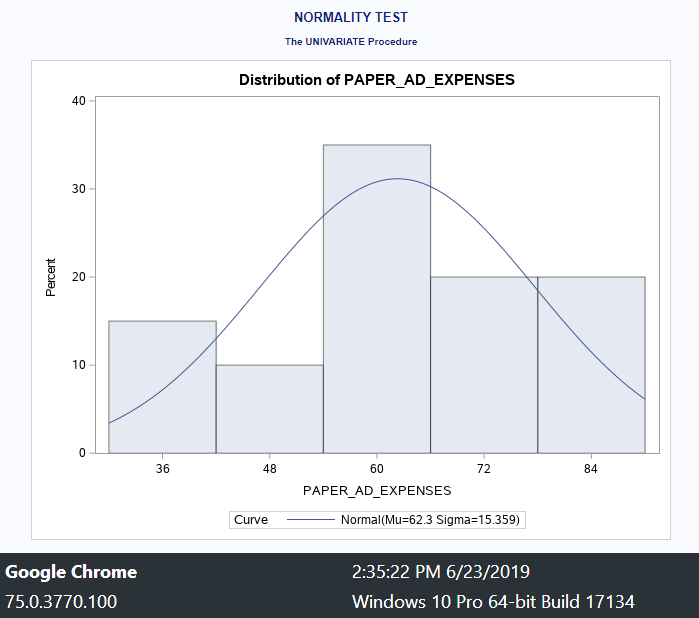 NORMALITY TEST
The UNIVARIATE Procedure
Distribution of PAPER_AD_EXPENSES
40
30
20
10
0
Percent
36 48 60 72 84
PAPER_AD_EXPENSES
Curve Normal(Mu=62.3 Sigma=15.359)
Google Chrome 2:35:22 PM 6/23/2019
75.0.3770.100 Windows 10 Pro 64-bit Build 17134